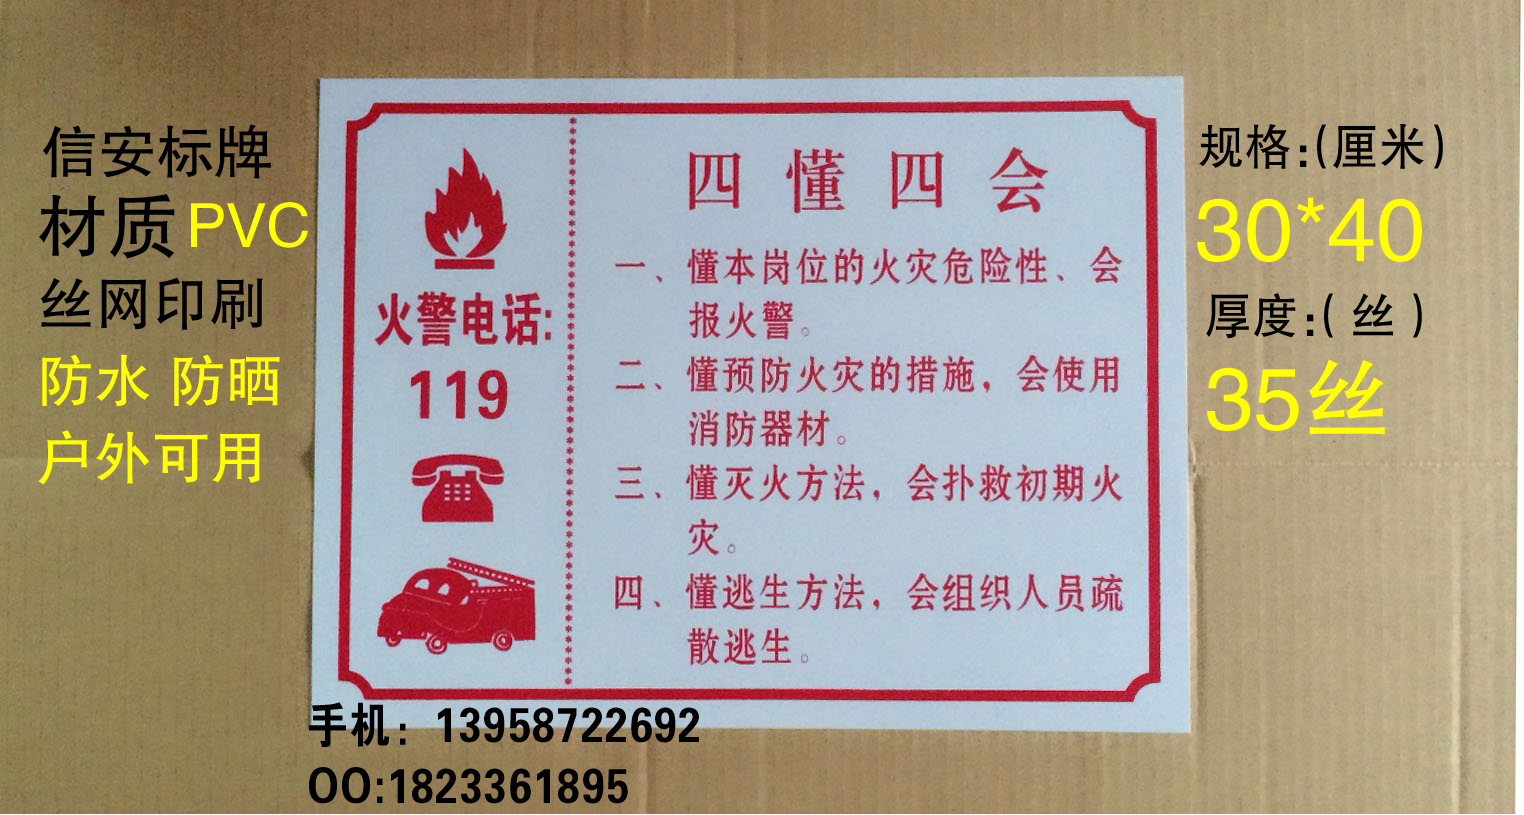 信安标牌
材质PVC
丝网印刷
防水 防晒
户外可用
火警电话:
119
四懂四会
一、懂本岗位的火灾危险性、会
报火警。
二、懂预防火灾的措施，会使用
消防器材。
三、懂灭火方法，会扑救初期火
灾。
四、懂逃生方法，会组织人员疏
散逃生。
规格:(厘米)
30*40
厚度:(丝)
35丝
手机：13958722692
QQ:1823361895